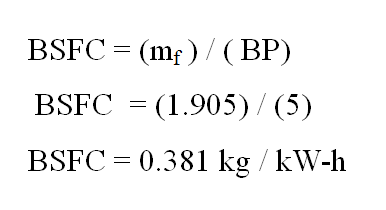 BSFC = (mf ) / ( BP)
BSFC = (1.905) / (5)
BSFC = 0.381 kg / kW-h